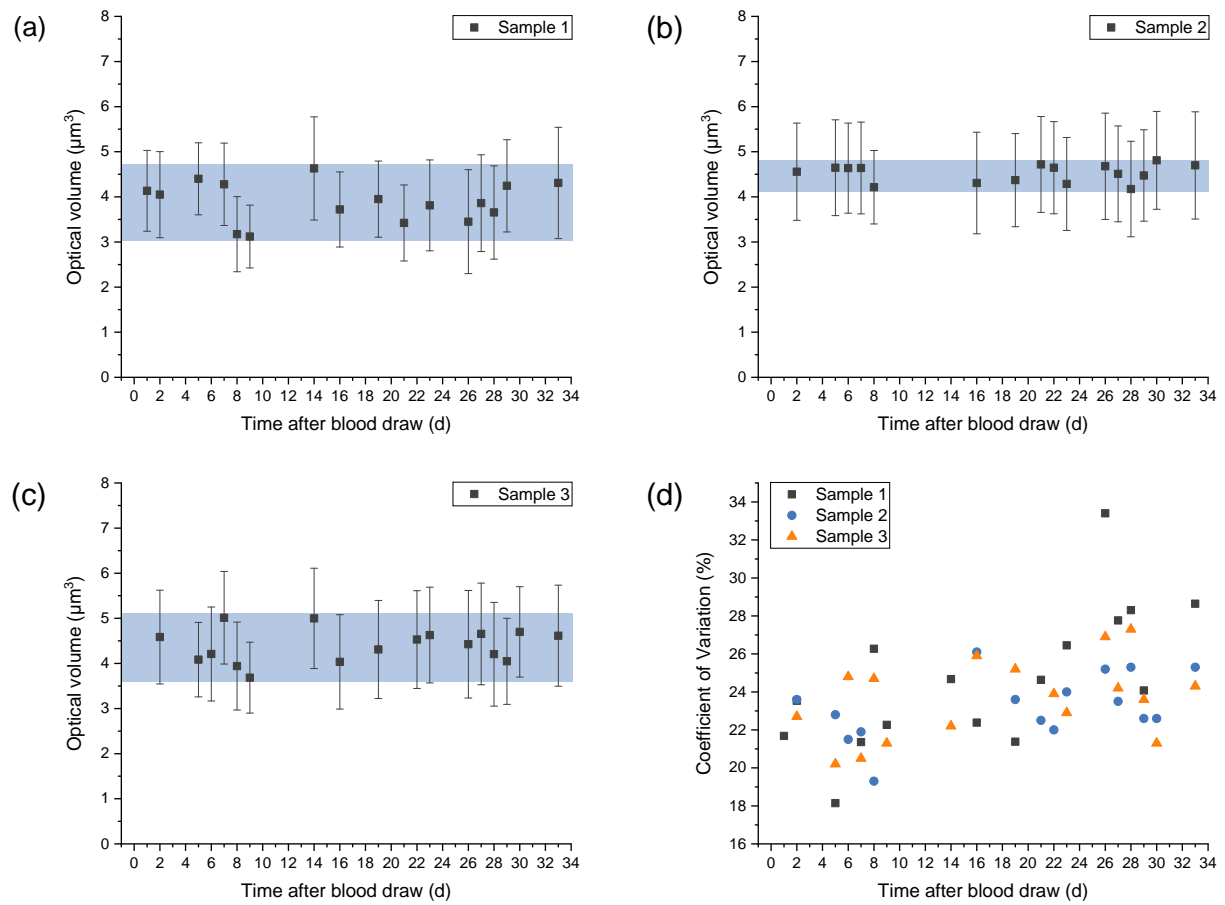 (a)
Sample 1
8
7
6
5
4
3
2
1
0
Optical volume (µm³)
0 2 4 6 8 10 12 14 16 18 20 22 24 26 28 30 32 34
Time after blood draw (d)
(b)
Sample 2
8
7
6
5
4
3
2
1
0
Optical volume (µm³)
0 2 4 6 8 10 12 14 16 18 20 22 24 26 28 30 32 34
Time after blood draw (d)
(c)
Sample 3
8
7
6
5
4
3
2
1
0
Optical volume (µm³)
0 2 4 6 8 10 12 14 16 18 20 22 24 26 28 30 32 34
Time after blood draw (d)
(d)
Sample 1
Sample 2
Sample 3
34
32
30
28
26
24
22
20
18
16
Coefficient of Variation (%)
0 2 4 6 8 10 12 14 16 18 20 22 24 26 28 30 32 34
Time after blood draw (d)